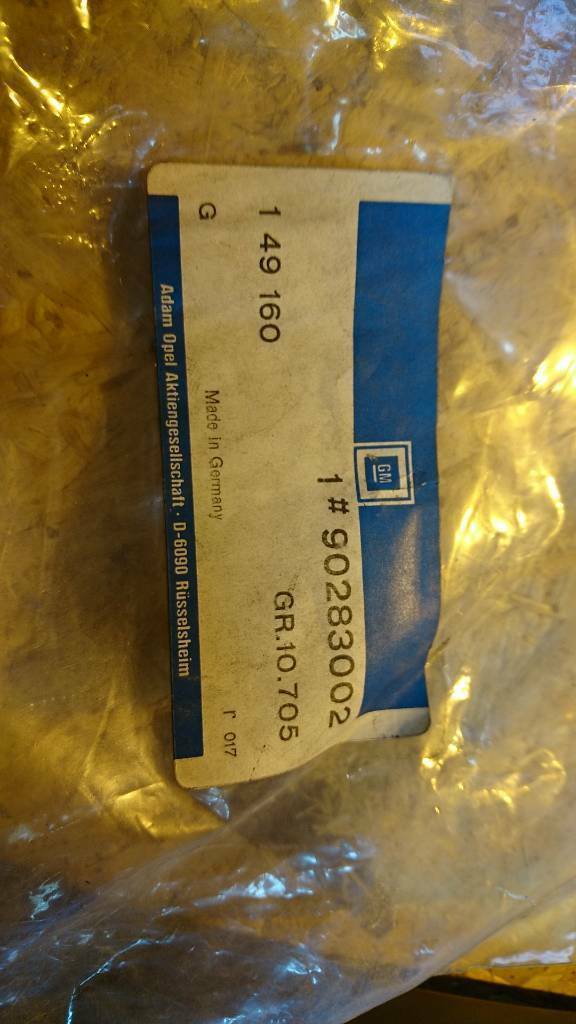 GM
1 # 90283002
1 49 160
GR.10.705
G
Made in Germany
r 017
Adam Opel Aktiengesellschaft · D-6090 Rüsselsheim